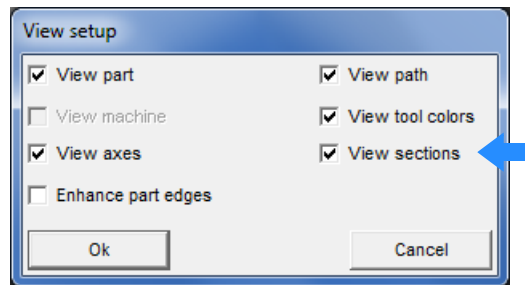 View setup
View part
View path
View machine
View tool colors
View axes
View sections
Enhance part edges
Ok
Cancel